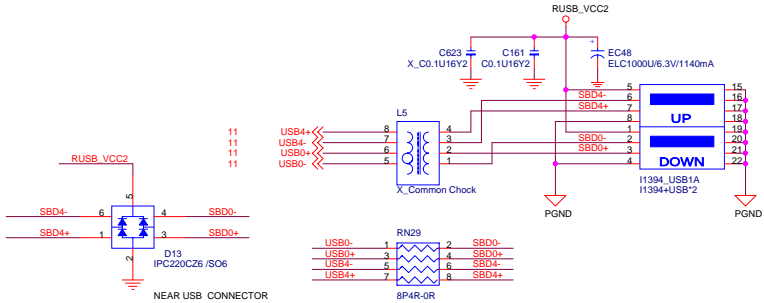 RUSB_VCC2
C623
X_C0.1U16Y2
C161
C0.1U16Y2
+
EC48
ELC1000U/6.3V/1140mA
SBD4-
SBD4+
SBD0-
SBD0+
5
6
7
8
1
2
3
4
UP
DOWN
15
16
17
18
19
20
21
22
I1394_USB1A
I1394+USB*2
PGND
PGND
L5
11 USB4+ 8 4
11 USB4- 7 3
11 USB0+ 6 2
11 USB0- 5 1
X_Common Chock
RUSB_VCC2
5
SBD4- 6 4 SBD0-
SBD4+ 1 3 SBD0+
2
D13
IPC220CZ6 /SO6
NEAR USB CONNECTOR
RN29
USB0- 1 2 SBD0-
USB0+ 3 4 SBD0+
USB4- 5 6 SBD4-
USB4+ 7 8 SBD4+
8P4R-0R